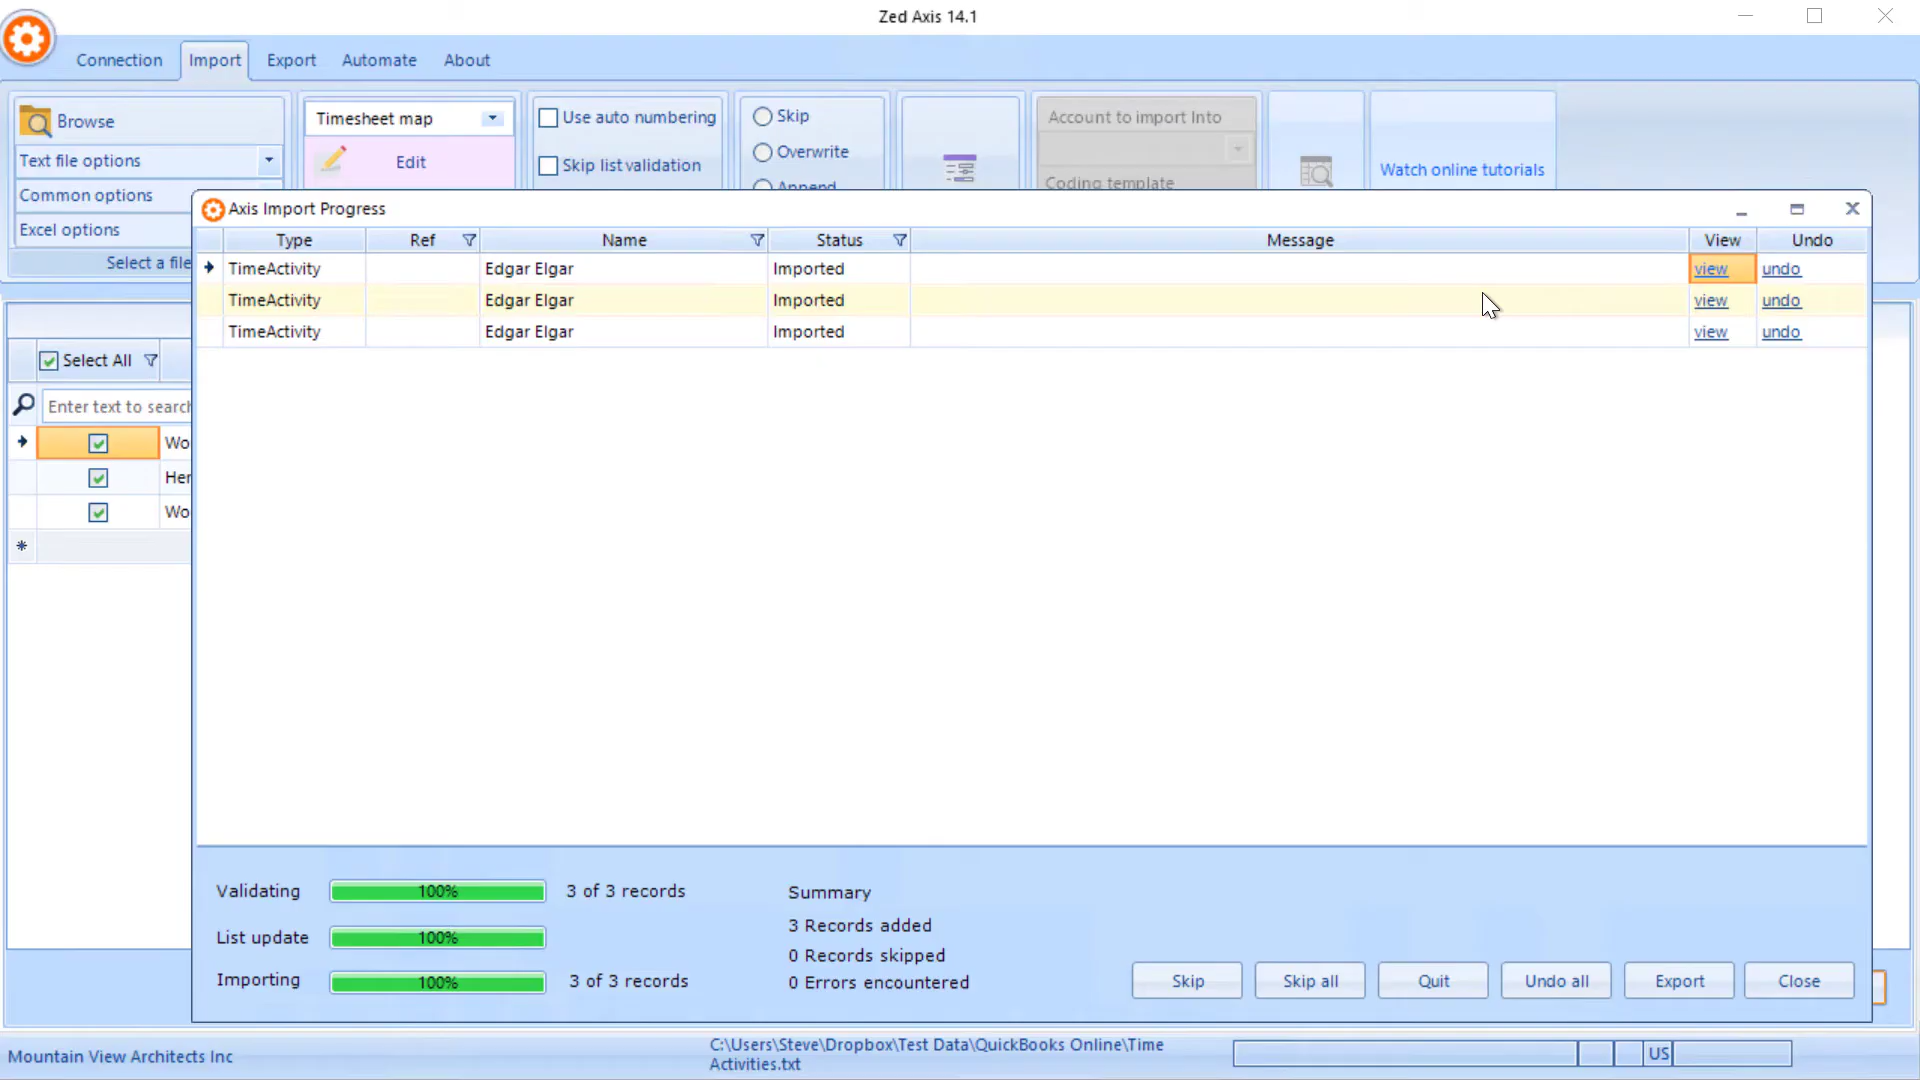 Zed Axis 14.1
Connection Import Export Automate About
Browse
Text file options
Common options
Excel options
Select a file
Timesheet map
Edit
Use auto numbering
Skip list validation
Skip
Overwrite
Append
Account to import Into
Coding template
Watch online tutorials
Axis Import Progress
Type Ref Name Status Message View Undo
TimeActivity Edgar Elgar Imported view undo
TimeActivity Edgar Elgar Imported view undo
TimeActivity Edgar Elgar Imported view undo
Select All
Enter text to search
Wo
Her
Wo
Validating 100% 3 of 3 records
List update 100%
Importing 100% 3 of 3 records
Summary
3 Records added
0 Records skipped
0 Errors encountered
Skip Skip all Quit Undo all Export Close
Mountain View Architects Inc
C:\Users\Steve\Dropbox\Test Data\QuickBooks Online\Time
Activities.txt
US